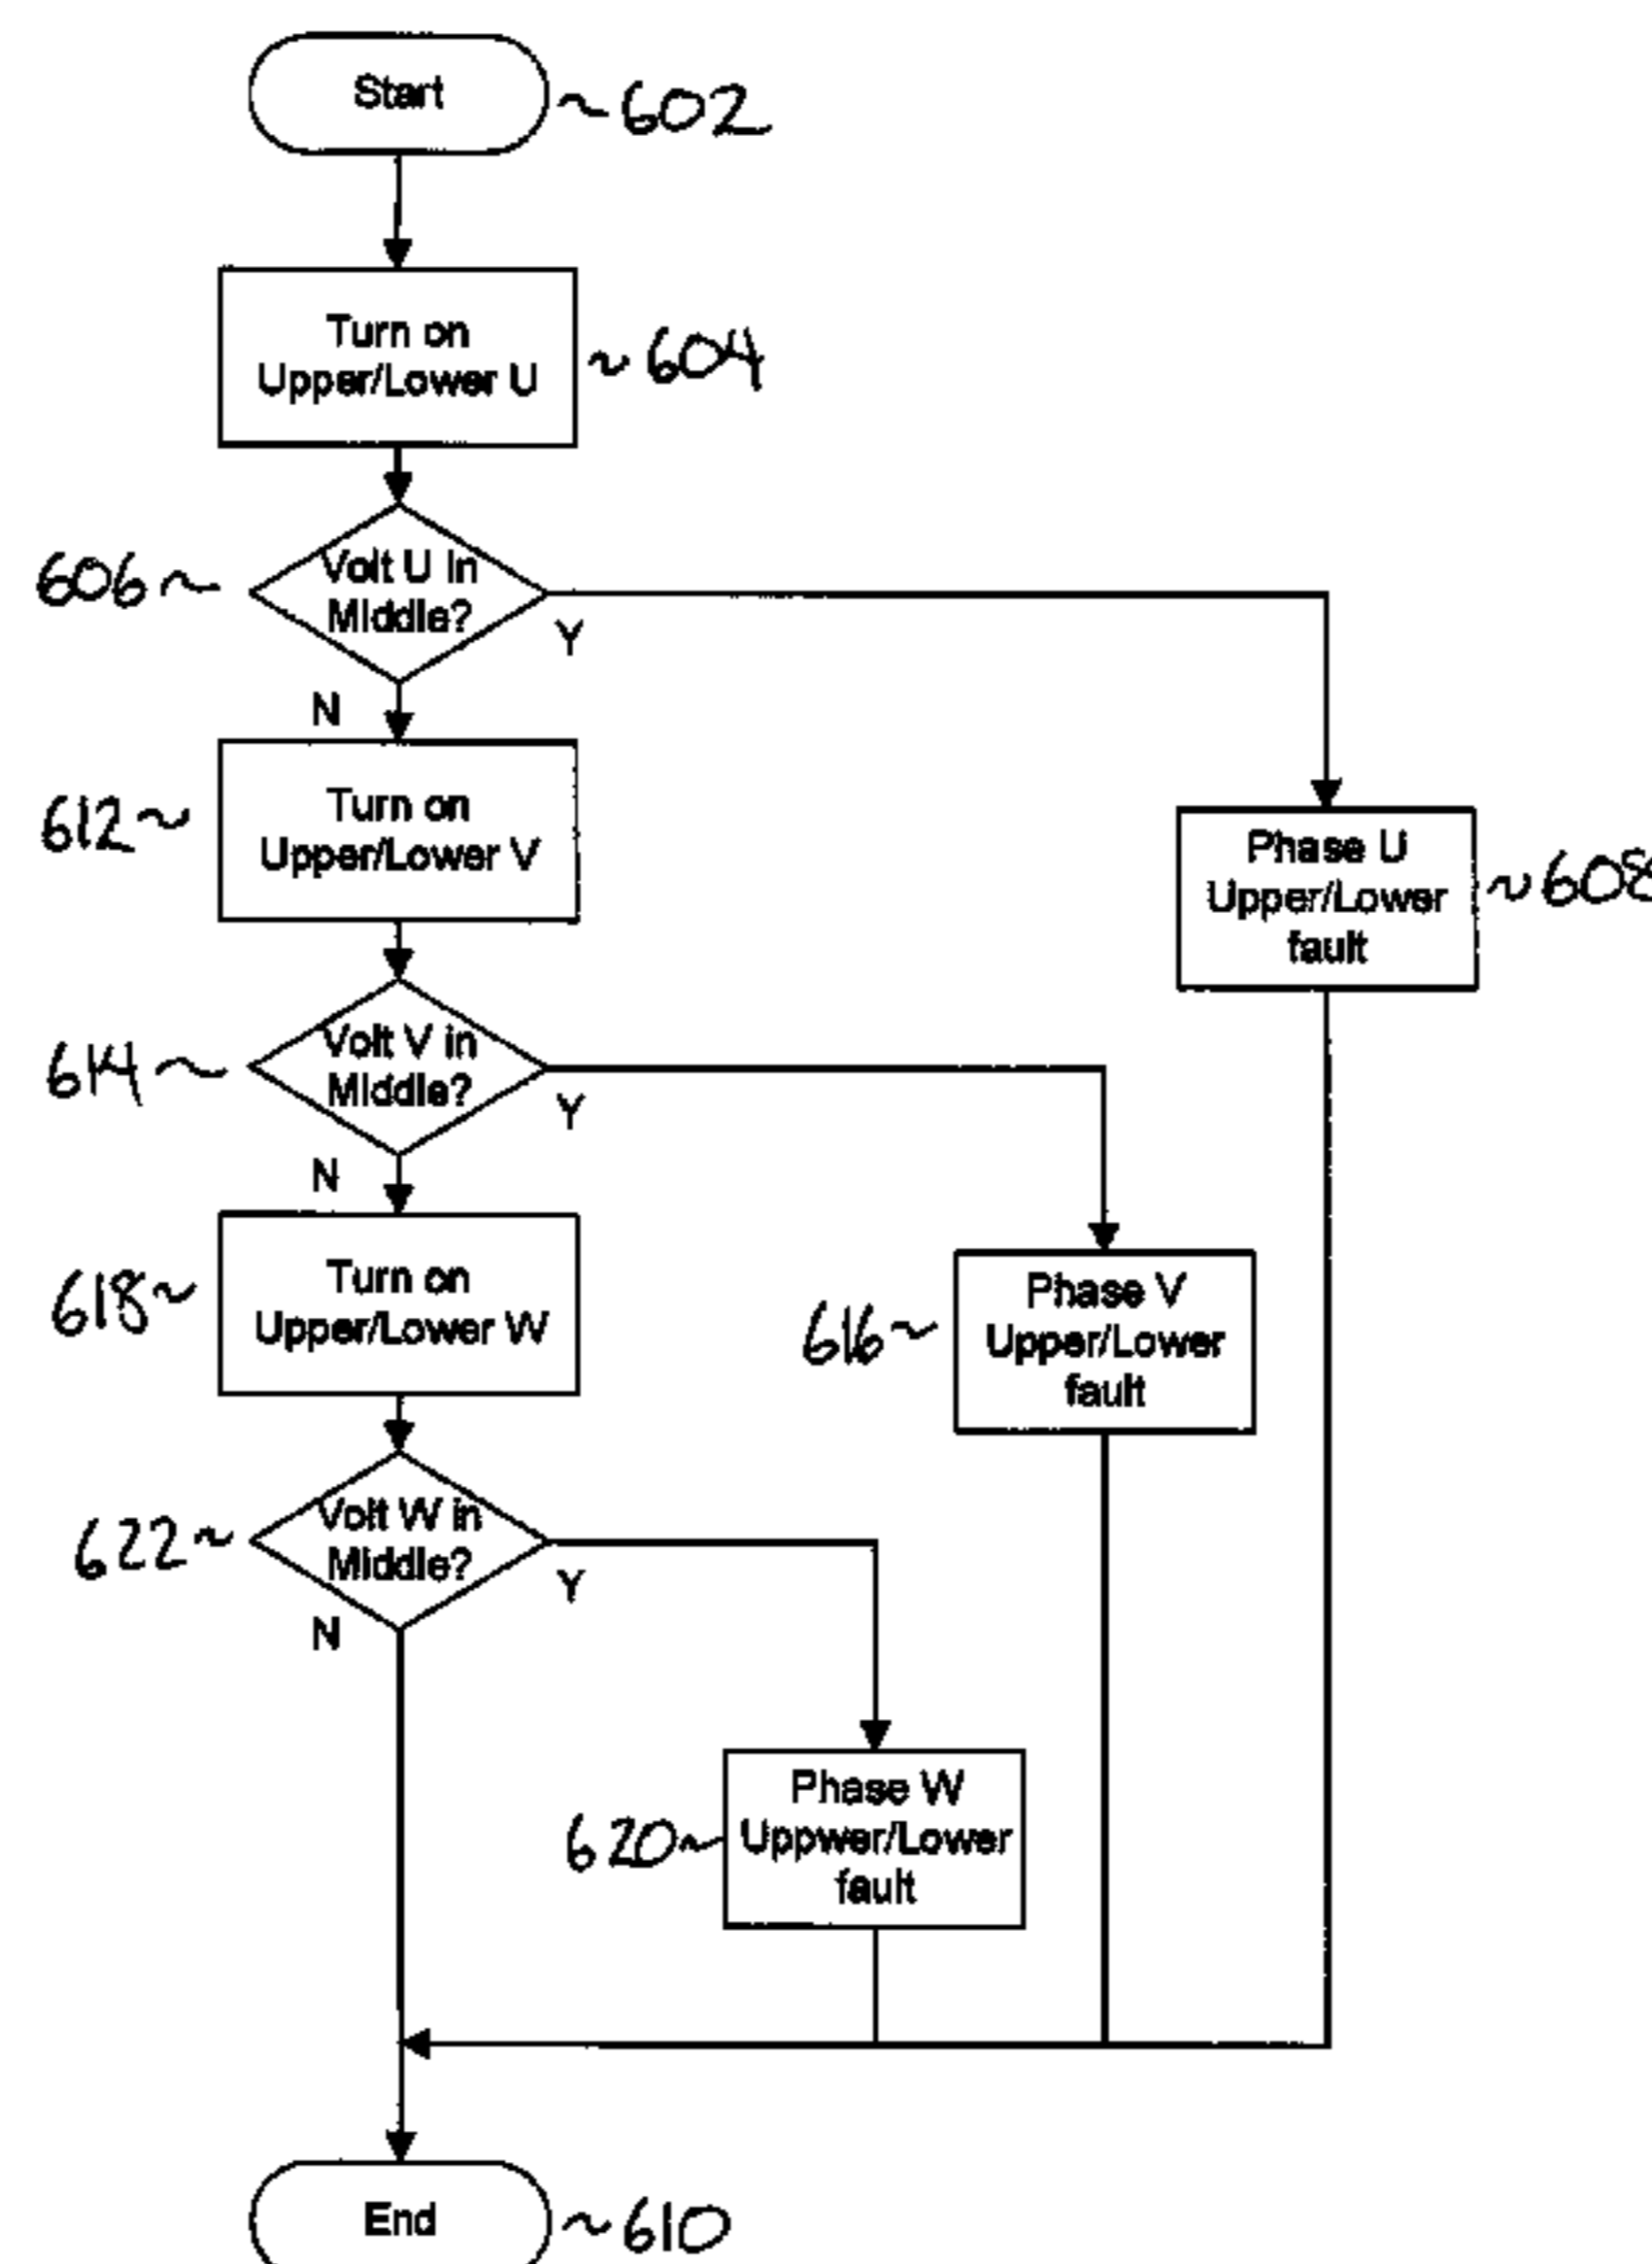 Start
~602
Turn on
Upper/Lower U
~604
606~
Volt U in
Middle?
Y
N
612~
Turn on
Upper/Lower V
Phase U
Upper/Lower
fault
~608
614~
Volt V in
Middle?
Y
N
618~
Turn on
Upper/Lower W
616~
Phase V
Upper/Lower
fault
622~
Volt W in
Middle?
Y
N
620~
Phase W
Uppwer/Lower
fault
End
~610